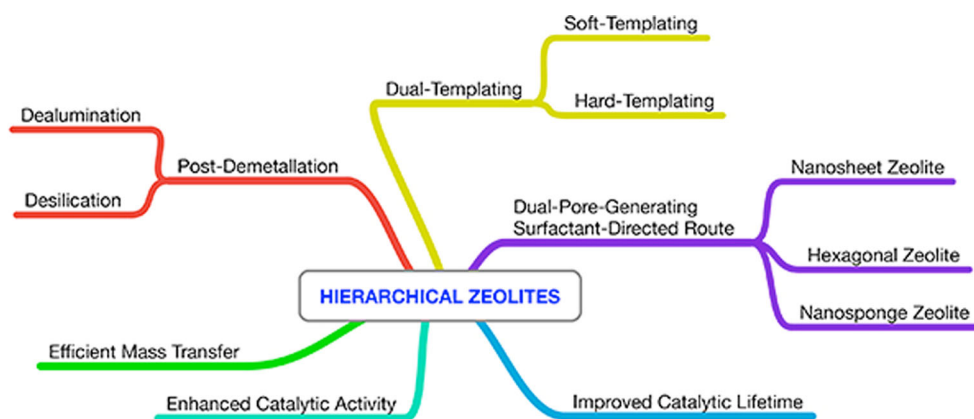 Soft-Templating
Dual-Templating
Hard-Templating
Dealumination
Post-Demetallation
Desilication
Nanosheet Zeolite
Dual-Pore-Generating
Surfactant-Directed Route
Hexagonal Zeolite
Nanosponge Zeolite
HIERARCHICAL ZEOLITES
Efficient Mass Transfer
Enhanced Catalytic Activity
Improved Catalytic Lifetime